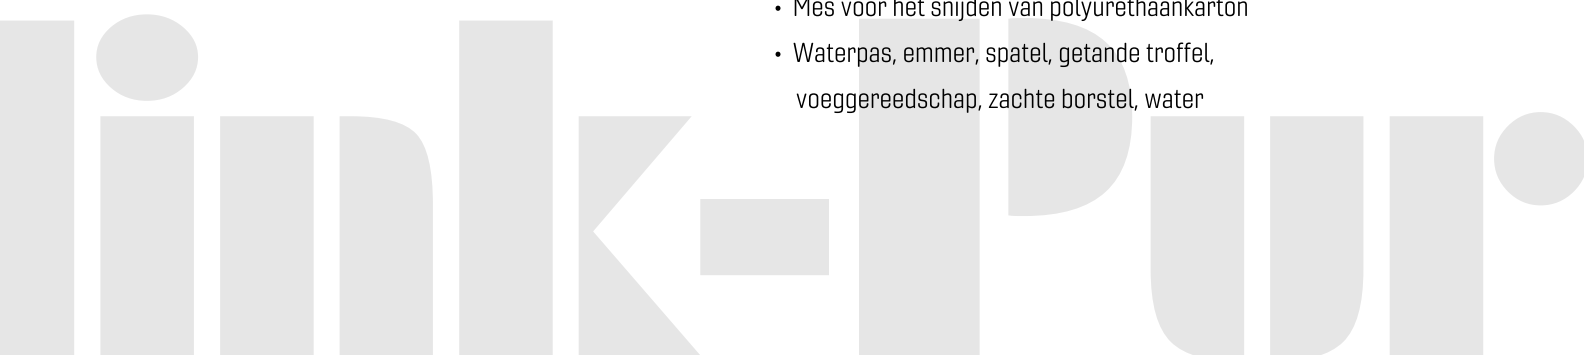 • Mes voor het snijden van polyurethaankarton
• Waterpas, emmer, spatel, getande troffel,
voeggereedschap, zachte borstel, water
link-Pur